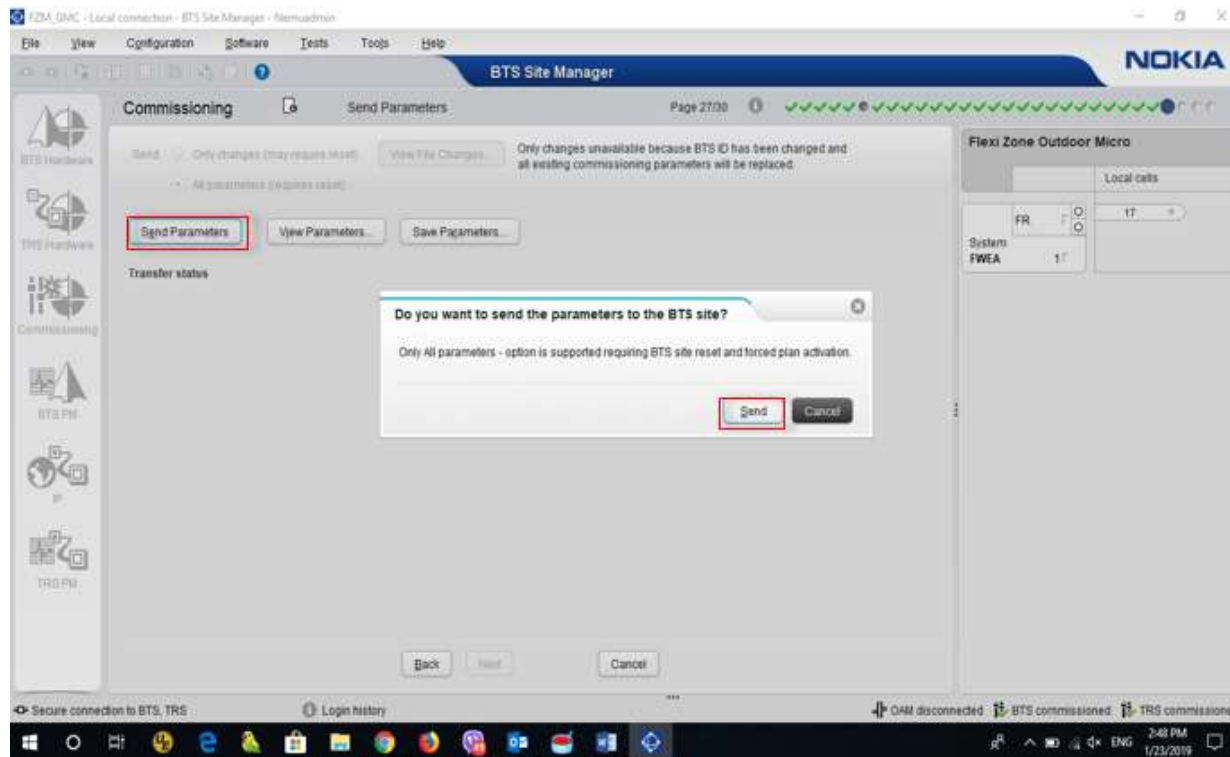 FZM_GMC - Local connection - BTS Site Manager - Nemuadmin
File View Configuration Software Tests Tools Help
NOKIA
BTS Site Manager
Commissioning Send Parameters Page 27/30
Flexi Zone Outdoor Micro
BTS Hardware
Send Only changes (may require reset) View File Changes...
Only changes unavailable because BTS ID has been changed and
all existing commissioning parameters will be replaced
All parameters (requires reset)
Local cells
TRS Hardware
Send Parameters View Parameters... Save Parameters...
FR
17
System
FWEA 1
Transfer status
Commissioning
Do you want to send the parameters to the BTS site?
Only All parameters - option is supported requiring BTS site reset and forced plan activation.
Send Cancel
BTS PM
IP
TRS PM
Back Next Cancel
Secure connection to BTS, TRS Login history OAM disconnected BTS commissioned TRS commissione
ENG 2:48 PM
1/23/2019